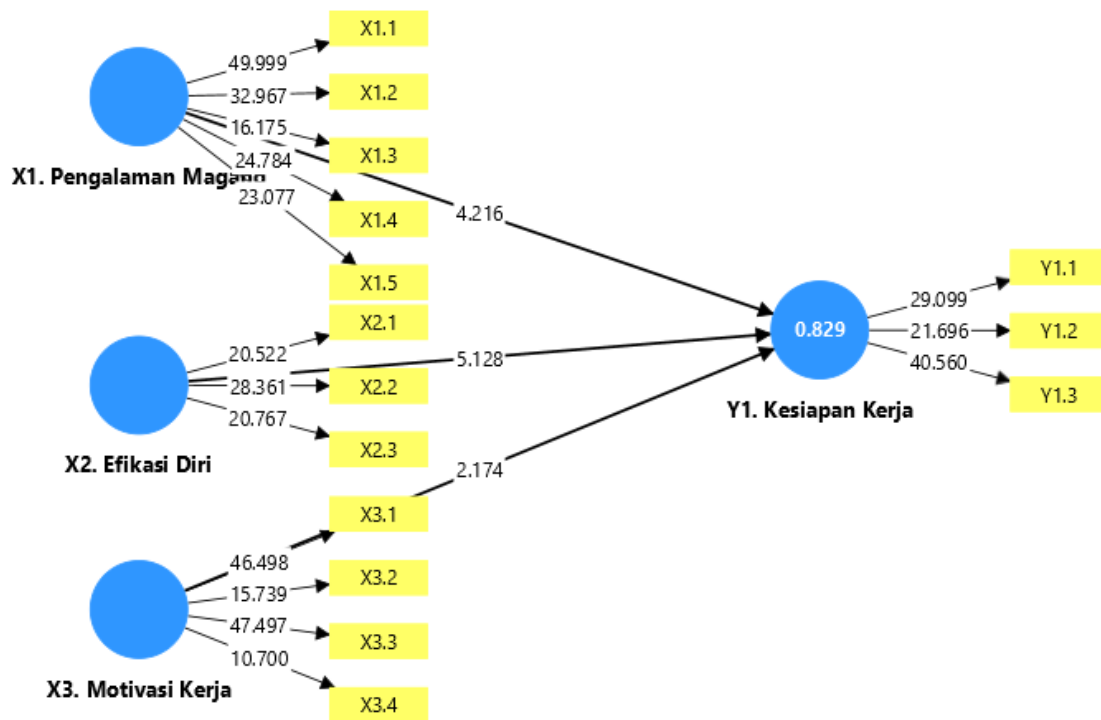 X1.1
49.999
32.967
X1.2
16.175
X1.3
24.784
X1. Pengalaman Magang
23.077
X1.4
4.216
X1.5
X2.1
20.522
5.128
28.361
X2.2
20.767
X2.3
X2. Efikasi Diri
0.829
29.099
Y1.1
21.696
Y1.2
40.560
Y1.3
Y1. Kesiapan Kerja
2.174
X3.1
46.498
15.739
X3.2
47.497
X3.3
10.700
X3.4
X3. Motivasi Kerja